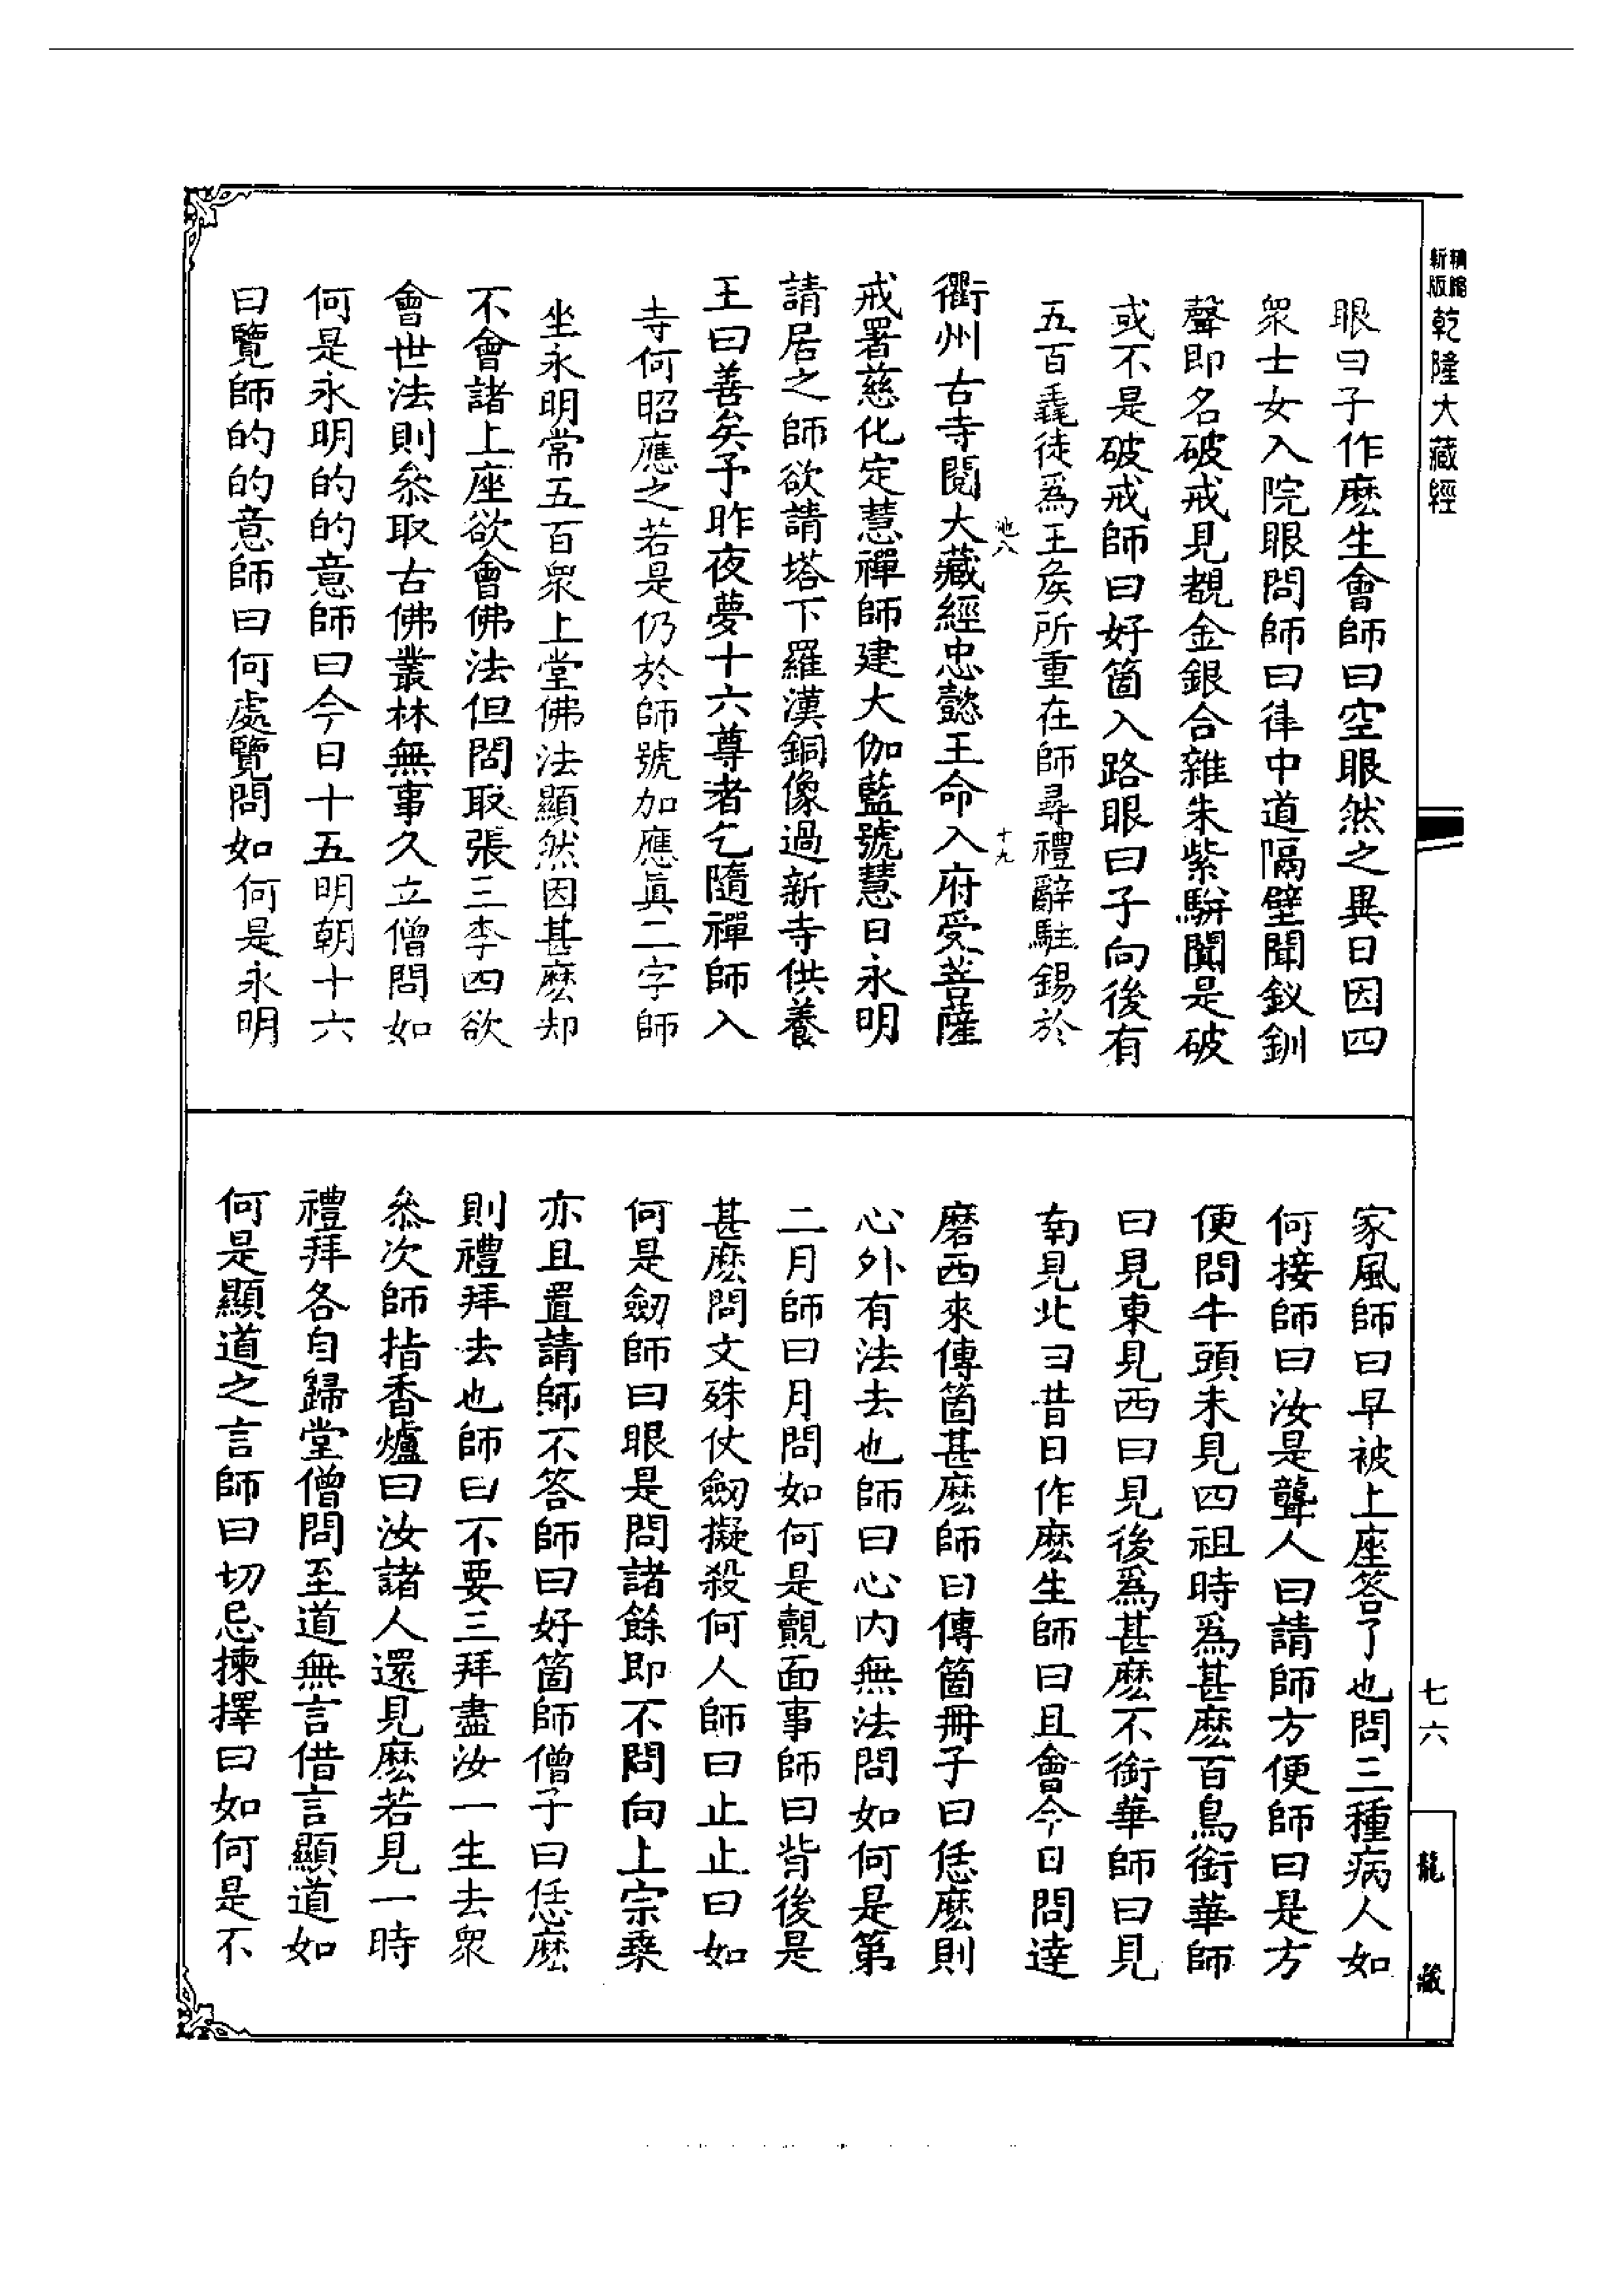 精縮
新版
乾隆大藏經
眼曰子作麽生會師曰空眼然之異日因四
衆士女入院眼問師曰律中道隔壁聞釵釧
聲即名破戒見覩金銀合雜朱紫駢闐是破
戒不是破戒師曰好箇入路眼曰子向後有
五百毳徒爲王矦所重在師尋禮辭駐錫於
池八
十九
衢州古寺閱大藏經忠懿王命入府受菩薩
戒署慈化定慧禪師建大伽藍號慧日永明
請居之師欲請塔下羅漢銅像過新寺供養
王曰善矣予昨夜夢十六尊者乞隨禪師入
寺何昭應之若是仍於師號加應眞二字師
坐永明常五百衆上堂佛法顯然因甚麽却
不會諸上座欲會佛法但問取張三李四欲
會世法則叅取古佛叢林無事久立僧問如
何是永明的的意師曰今日十五明朝十六
曰覽師的的意師曰何處覽問如何是永明
家風師曰早被上座答了也問三種病人如
何接師曰汝是聾人曰請師方便師曰是方
便問牛頭未見四祖時爲甚麽百鳥銜華師
曰見東見西曰見後爲甚麽不銜華師曰見
南見北曰昔日作麽生師曰且會今日問達
磨西來傳箇甚麽師曰傳箇冊子曰恁麽則
心外有法去也師曰心内無法問如何是第
二月師曰月問如何是覿面事師曰背後是
甚麽問文殊仗劒擬殺何人師曰止止曰如
何是劒師曰眼是問諸餘即不問向上宗乗
亦且置請師不答師曰好箇師僧子曰恁麽
則禮拜去也師曰不要三拜盡汝一生去衆
叅次師指香爐曰汝諸人還見麽若見一時
禮拜各自歸堂僧問至道無言借言顯道如
何是顯道之言師曰切忌揀擇曰如何是不
七六
龍藏